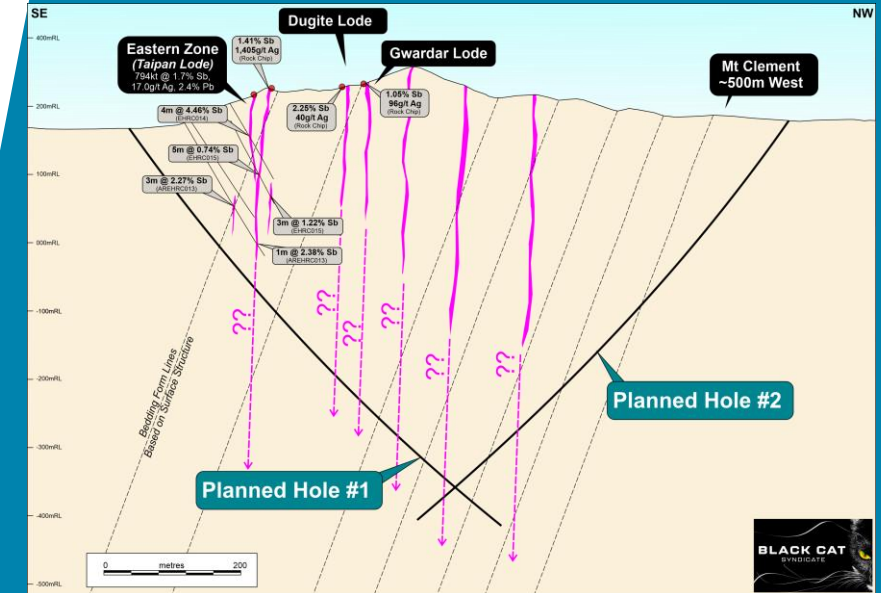 SE
NW
400mRL
200mRL
100mRL
000mRL
-100mRL
-200mRL
-300mRL
-400mRL
-500mRL
Dugite Lode
Gwardar Lode
Eastern Zone
(Taipan Lode)
794kt @ 1.7% Sb,
17.0g/t Ag, 2.4% Pb
1.41% Sb
1,405g/t Ag
(Rock Chip)
2.25% Sb
40g/t Ag
(Rock Chip)
1.05% Sb
96g/t Ag
(Rock Chip)
Mt Clement
~500m West
4m @ 4.46% Sb
(EHRC014)
5m @ 0.74% Sb
(EHRC015)
3m @ 2.27% Sb
(AREHRC013)
3m @ 1.22% Sb
(EHRC015)
1m @ 2.38% Sb
(AREHRC013)
??
??
??
??
??
??
Bedding Form Lines
Based on Surface Structure
Planned Hole #1
Planned Hole #2
0 metres 200
BLACK CAT
SYNDICATE